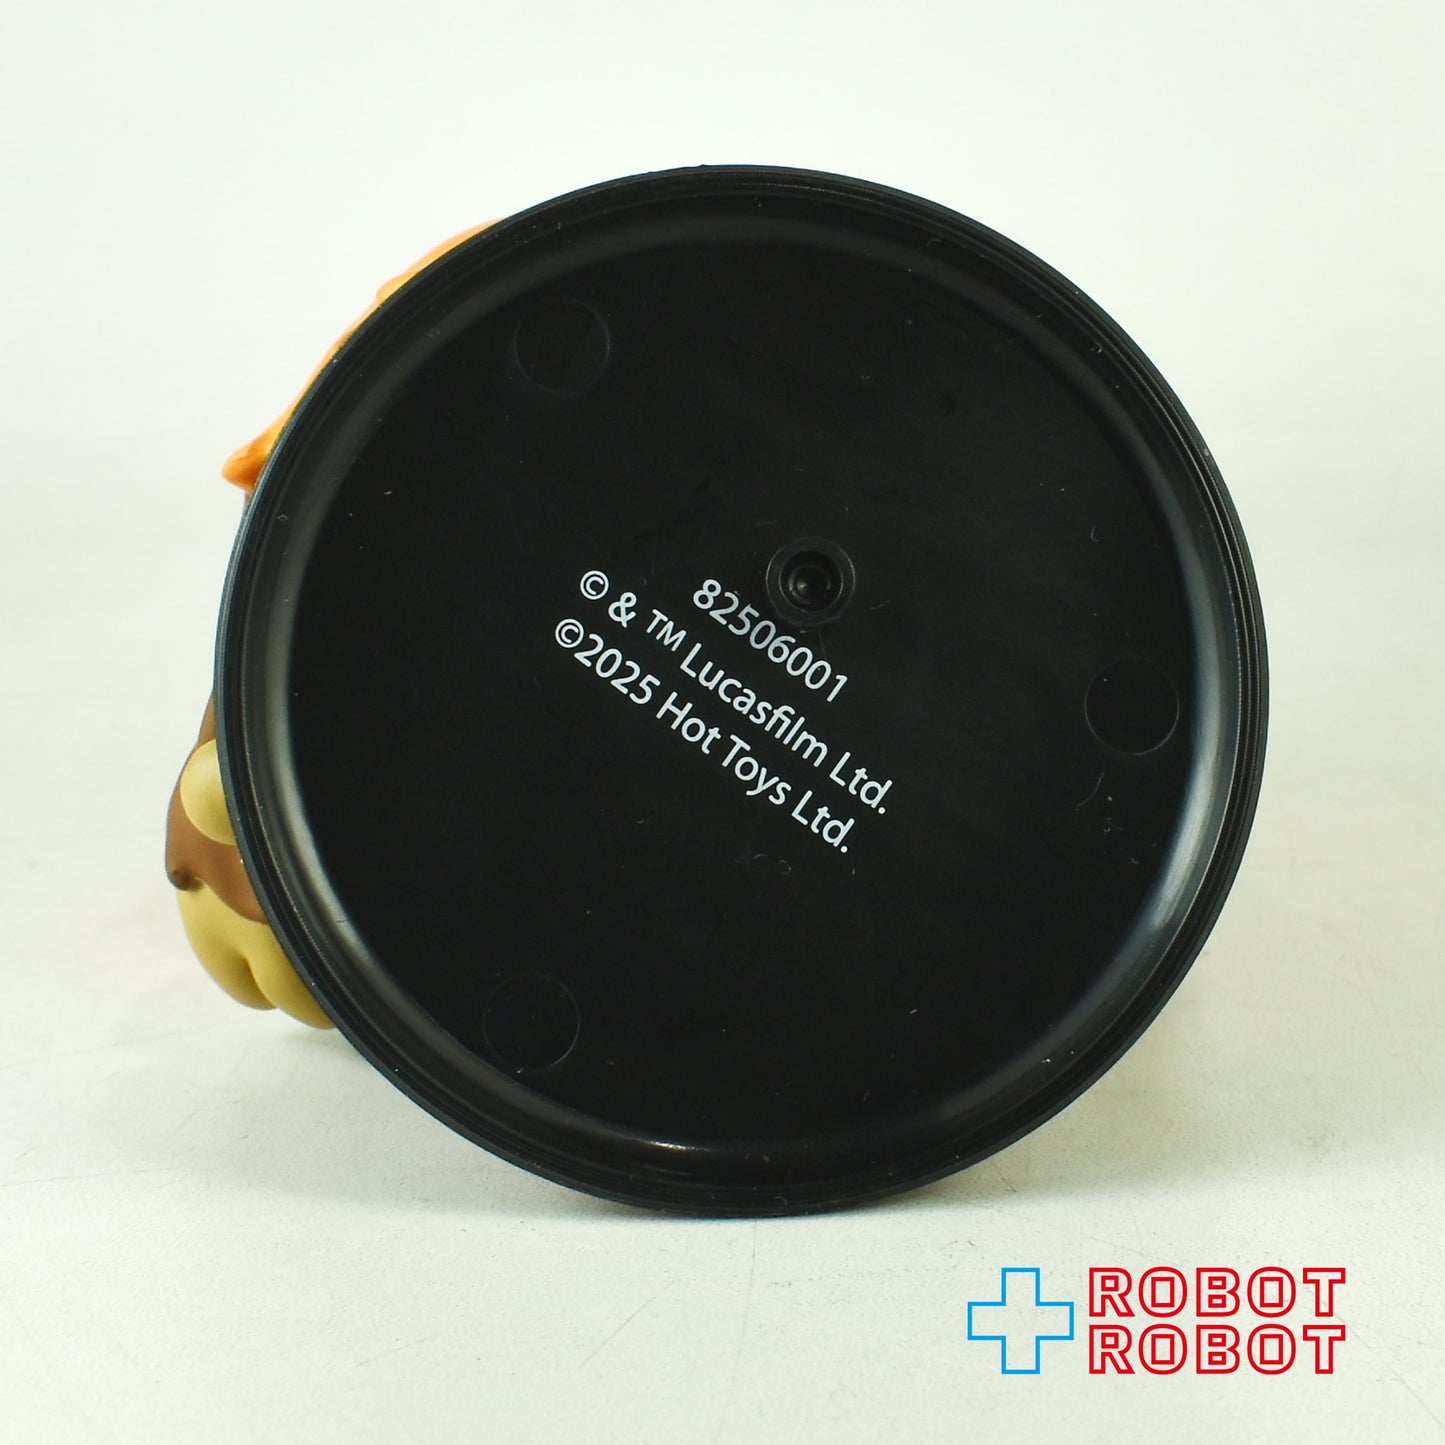 82506001
© & ™ Lucasfilm Ltd.
©2025 Hot Toys Ltd.
ROBOT
ROBOT